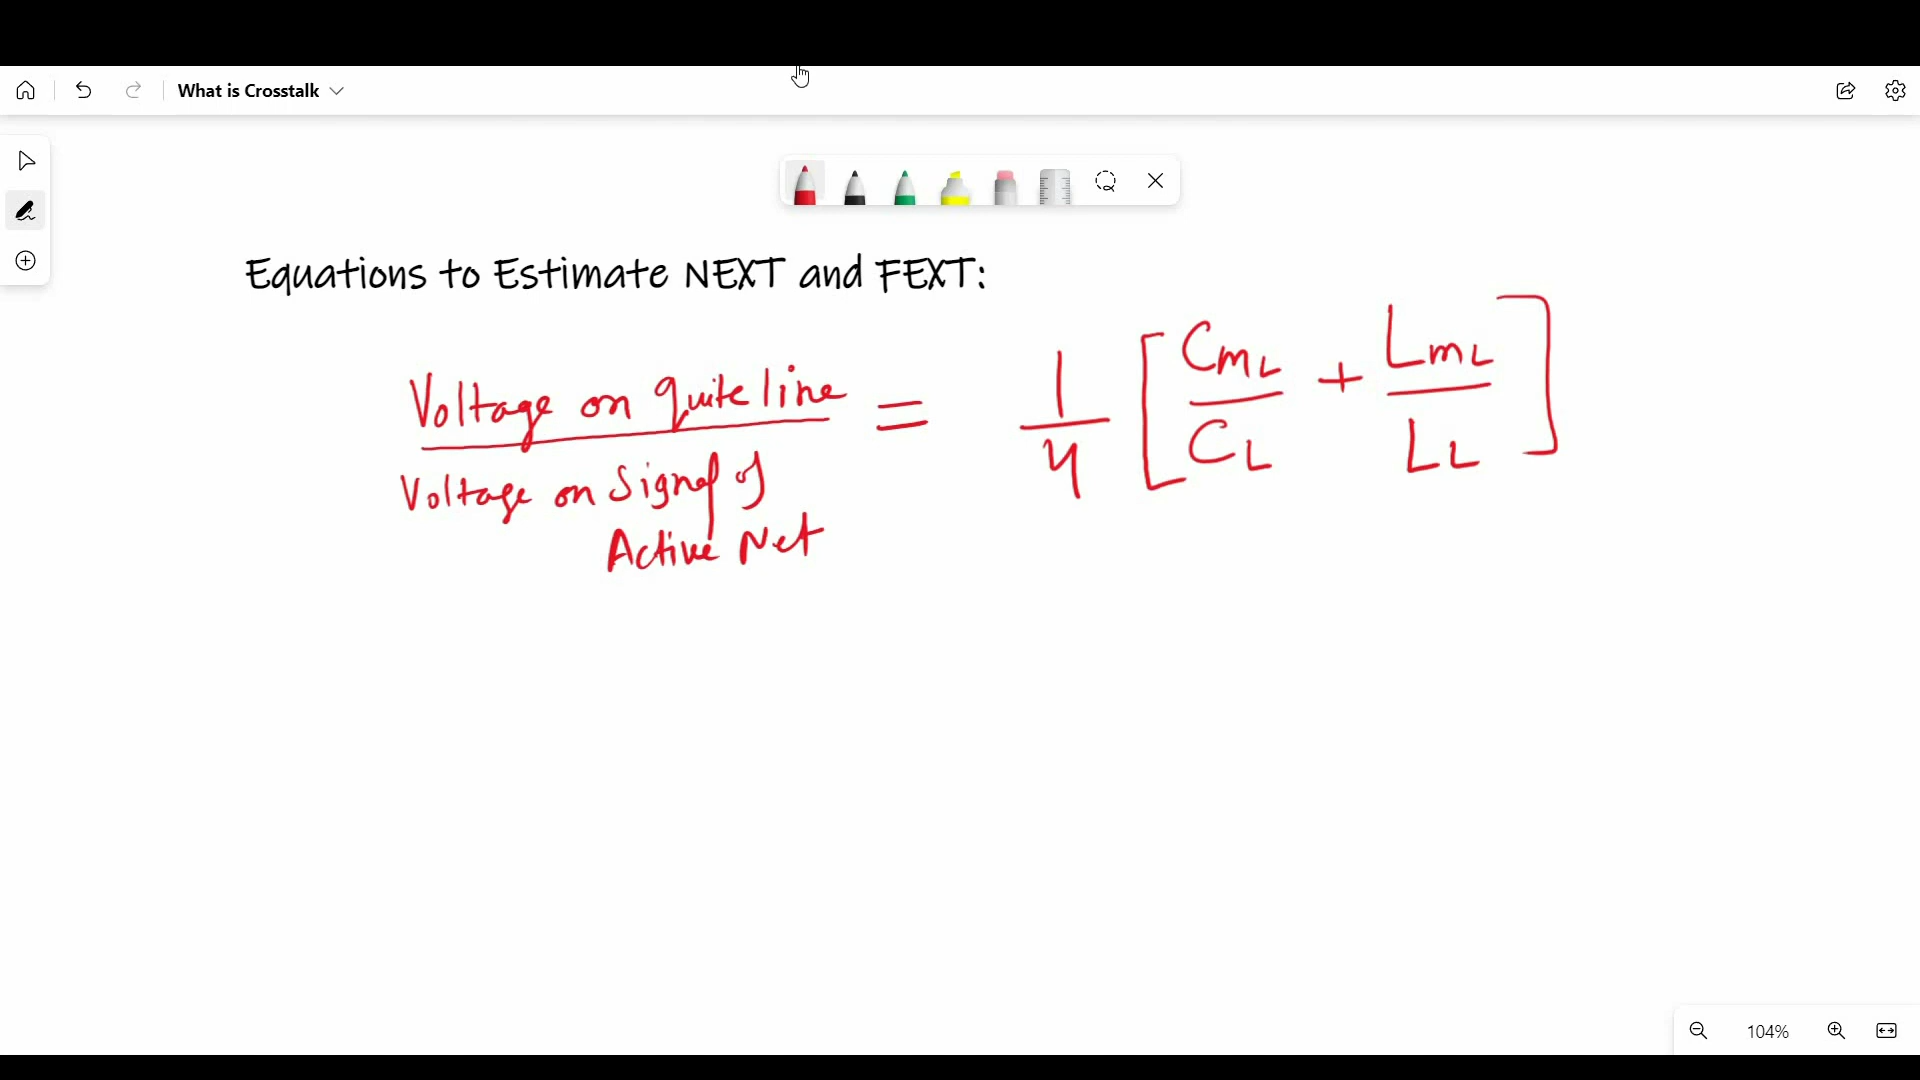 What is Crosstalk
Equations to Estimate NEXT and FEXT:
Voltage on quite line = 1/4 [CmL/CL + LmL/LL]
Voltage on Signal of
Active Net
104%